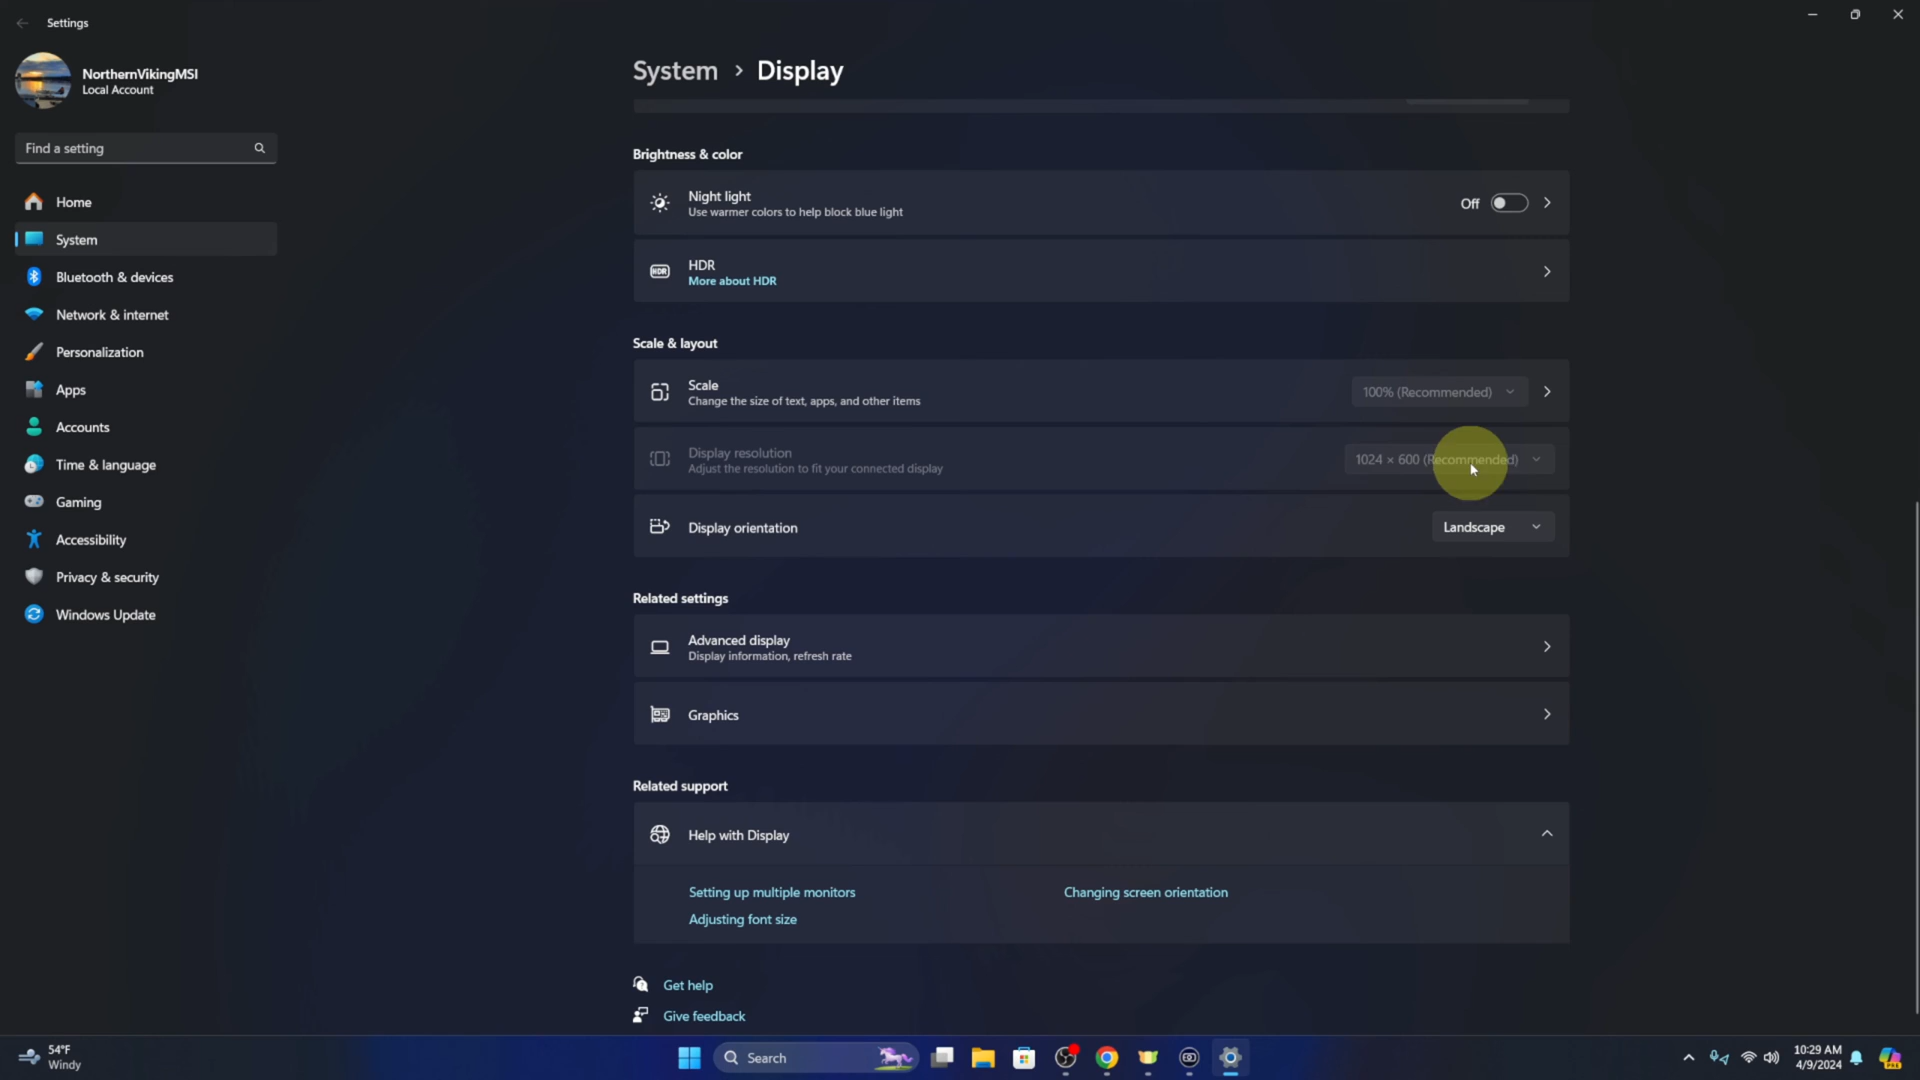 Settings
NorthernVikingMSI
Local Account
Find a setting
Home
System
Bluetooth & devices
Network & internet
Personalization
Apps
Accounts
Time & language
Gaming
Accessibility
Privacy & security
Windows Update
System > Display
Brightness & color
Night light
Use warmer colors to help block blue light
Off
HDR
HDR
More about HDR
Scale & layout
Scale
Change the size of text, apps, and other items
100% (Recommended)
Display resolution
Adjust the resolution to fit your connected display
1024 × 600 (Recommended)
Display orientation
Landscape
Related settings
Advanced display
Display information, refresh rate
Graphics
Related support
Help with Display
Setting up multiple monitors
Changing screen orientation
Adjusting font size
Get help
Give feedback
54°F
Windy
Search
10:29 AM
4/9/2024
PRE